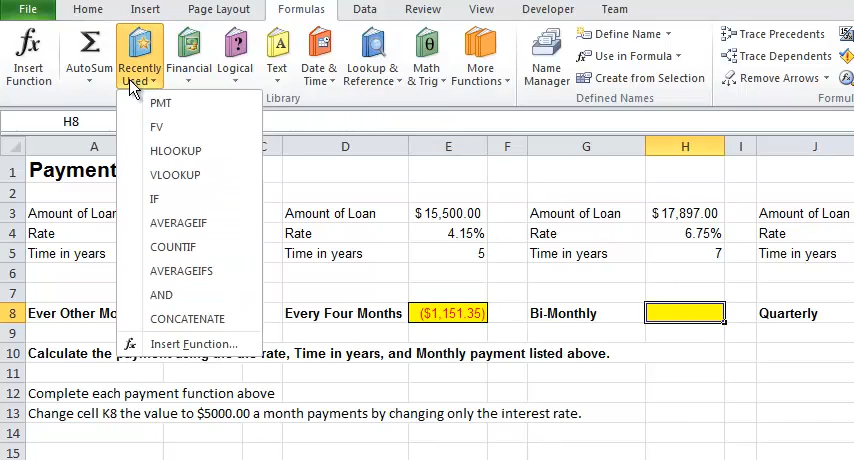 File Home Insert Page Layout Formulas Data Review View Developer Team
fx Insert Function
Σ AutoSum
Recently Used
Financial
Logical
Text
Date & Time
Lookup & Reference
Math & Trig
More Functions
Name Manager
Define Name
Use in Formula
Create from Selection
Trace Precedents
Trace Dependents
Remove Arrows
Library Defined Names Formu
H8
PMT
FV
HLOOKUP
VLOOKUP
IF
AVERAGEIF
COUNTIF
AVERAGEIFS
AND
CONCATENATE
fx Insert Function...
A C D E F G H I J
1 Payment
2
3 Amount of Loan Amount of Loan $ 15,500.00 Amount of Loan $ 17,897.00 Amount of Loan
4 Rate Rate 4.15% Rate 6.75% Rate
5 Time in years Time in years 5 Time in years 7 Time in years
6
7
8 Ever Other Mo Every Four Months ($1,151.35) Bi-Monthly Quarterly
9
10 Calculate the payment using the the rate, Time in years, and Monthly payment listed above.
11
12 Complete each payment function above
13 Change cell K8 the value to $5000.00 a month payments by changing only the interest rate.
14
15